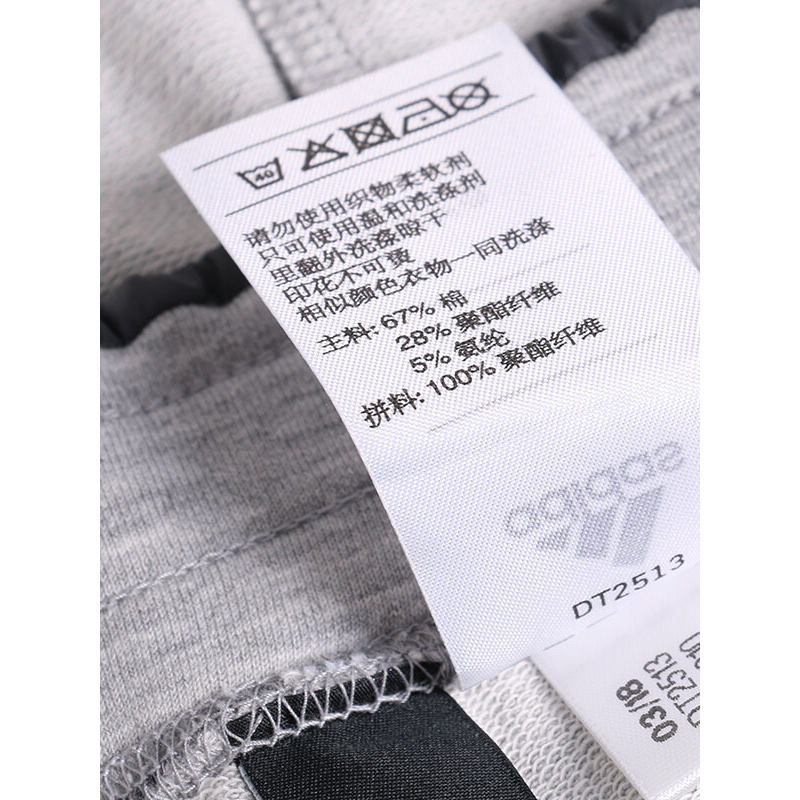 40
请勿使用织物柔软剂
只可使用温和洗涤剂
里翻外洗涤晾干
印花不可烫
相似颜色衣物一同洗涤
主料: 67% 棉
28% 聚酯纤维
5% 氨纶
拼料: 100% 聚酯纤维
adidas
DT2513
03/18
DT2513